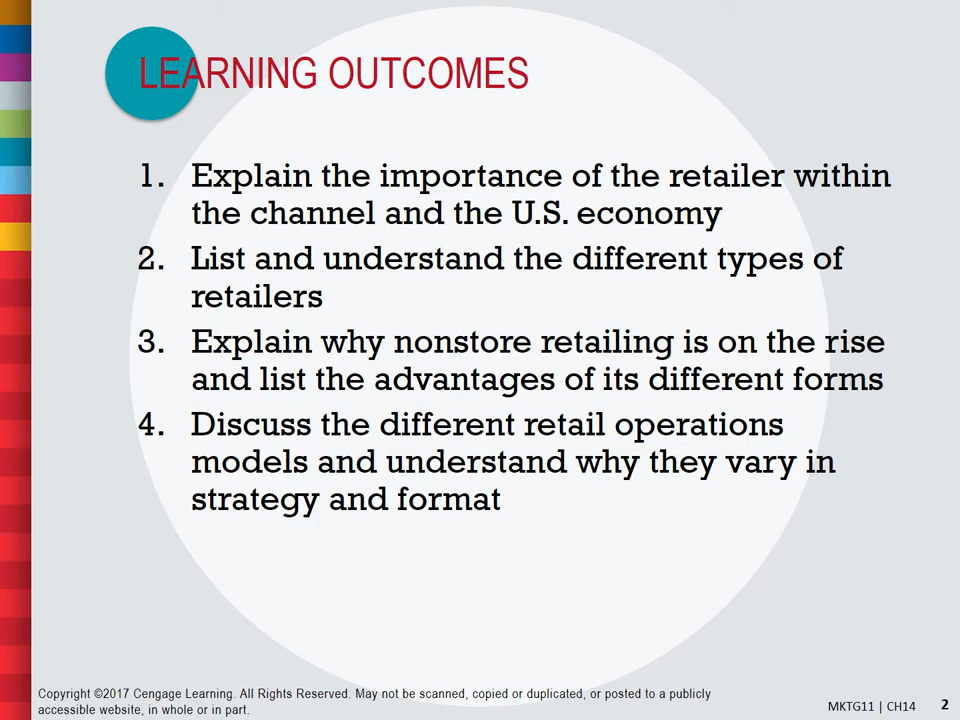 LEARNING OUTCOMES
1. Explain the importance of the retailer within
the channel and the U.S. economy
2. List and understand the different types of
retailers
3. Explain why nonstore retailing is on the rise
and list the advantages of its different forms
4. Discuss the different retail operations
models and understand why they vary in
strategy and format
Copyright ©2017 Cengage Learning. All Rights Reserved. May not be scanned, copied or duplicated, or posted to a publicly
accessible website, in whole or in part.
MKTG11 | CH14 2